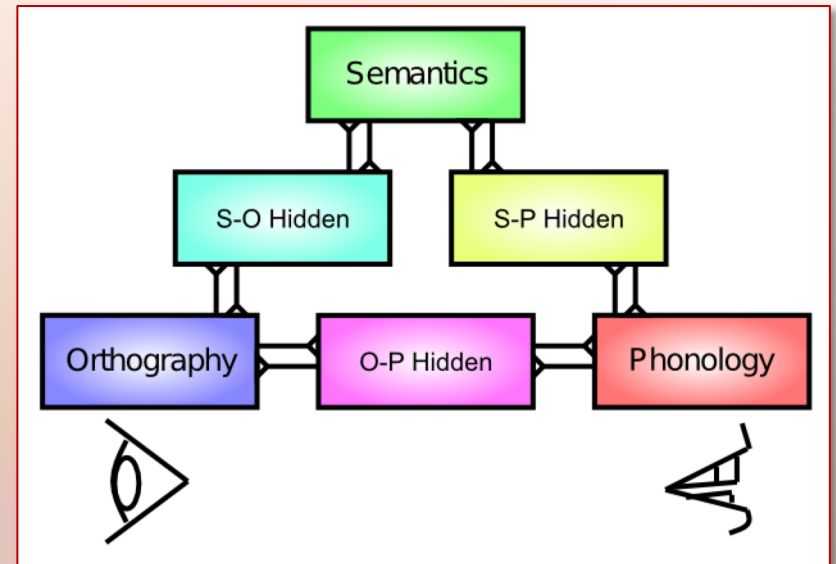 Semantics
S-O Hidden
S-P Hidden
Orthography
O-P Hidden
Phonology